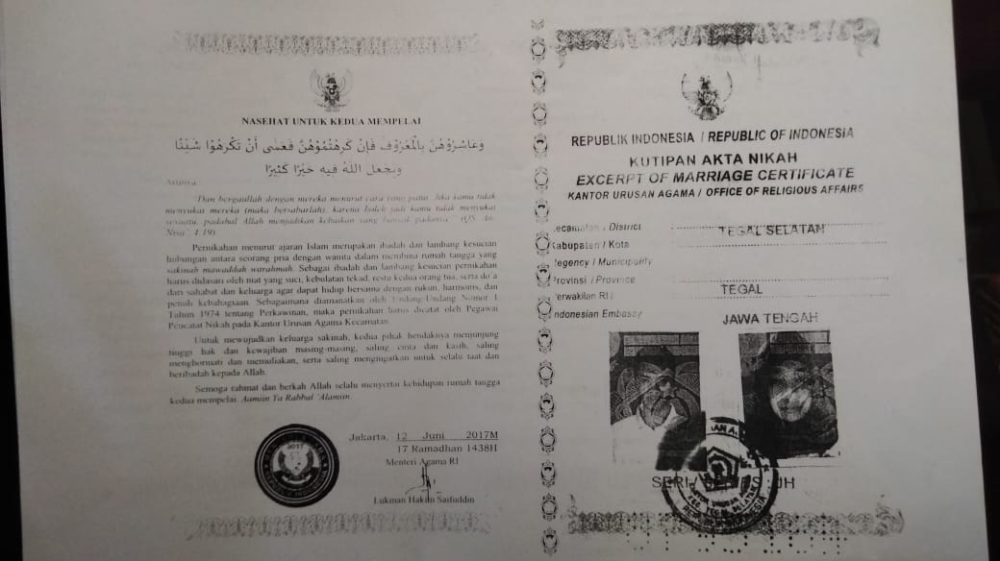 NASEHAT UNTUK KEDUA MEMPELAI
وَعَاشِرُوْهُنَّ بِالْمَعْرُوْفِ فَإِنْ كَرِهْتُمُوْهُنَّ فَعَسَى أَنْ تَكْرَهُوْا شَيْئًا
وَيَجْعَلَ اللهُ فِيهِ خَيْرًا كَثِيْرًا
Artinya
"Dan bergaullah dengan mereka menurut cara yang patut. Jika kamu tidak
menyukai mereka (maka bersabarlah), karena boleh jadi kamu tidak menyukai
sesuatu, padahal Allah menjadikan kebaikan yang banyak padanya" (QS. An-
Nisa', 4:19).
Pernikahan menurut ajaran Islam merupakan ibadah dan lambang kesucian
hubungan antara seorang pria dengan wanita dalam membina rumah tangga yang
sakinah mawaddah warahmah. Sebagai ibadah dan lambang kesucian pernikahan
harus dilandasi oleh niat yang suci, kebulatan tekad, restu kedua orang tua, serta do'a
dari sahabat dan keluarga agar dapat hidup bersama dengan rukun, harmonis, dan
penuh kebahagiaan. Sebagaimana diamanatkan oleh Undang-Undang Nomor 1
Tahun 1974 tentang Perkawinan, maka pernikahan harus dicatat oleh Pegawai
Pencatat Nikah pada Kantor Urusan Agama Kecamatan.
Untuk mewujudkan keluarga sakinah, kedua pihak hendaknya menjunjung
tinggi hak dan kewajiban masing-masing, saling cinta dan kasih, saling
menghormati dan memuliakan, serta saling mengingatkan untuk selalu taat dan
beribadah kepada Allah.
Semoga rahmat dan berkah Allah selalu menyertai kehidupan rumah tangga
kedua mempelai. Aamiin Ya Rabbal 'Alamiin.
Jakarta, 12 Juni 2017M
17 Ramadhan 1438H
Menteri Agama RI
Lukman Hakim Saifuddin
2017
REPUBLIK INDONESIA / REPUBLIC OF INDONESIA
KUTIPAN AKTA NIKAH
EXCERPT OF MARRIAGE CERTIFICATE
KANTOR URUSAN AGAMA / OFFICE OF RELIGIOUS AFFAIRS
Kecamatan / District
TEGAL SELATAN
Kabupaten / Kota
Regency / Municipality
Provinsi / Province
TEGAL
Perwakilan RI /
Indonesian Embassy
JAWA TENGAH
SERI / SERIES : JH